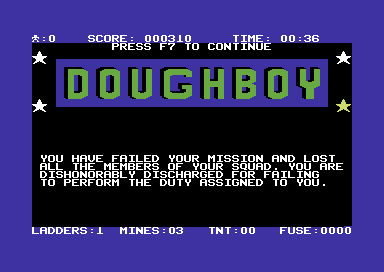 ⁠:0 SCORE: 000310 TIME: 00:36
PRESS F7 TO CONTINUE
DOUGHBOY
YOU HAVE FAILED YOUR MISSION AND LOST
ALL THE MEMBERS OF YOUR SQUAD. YOU ARE
DISHONORABLY DISCHARGED FOR FAILING
TO PERFORM THE DUTY ASSIGNED TO YOU.
LADDERS:1 MINES:03 TNT:00 FUSE:0000